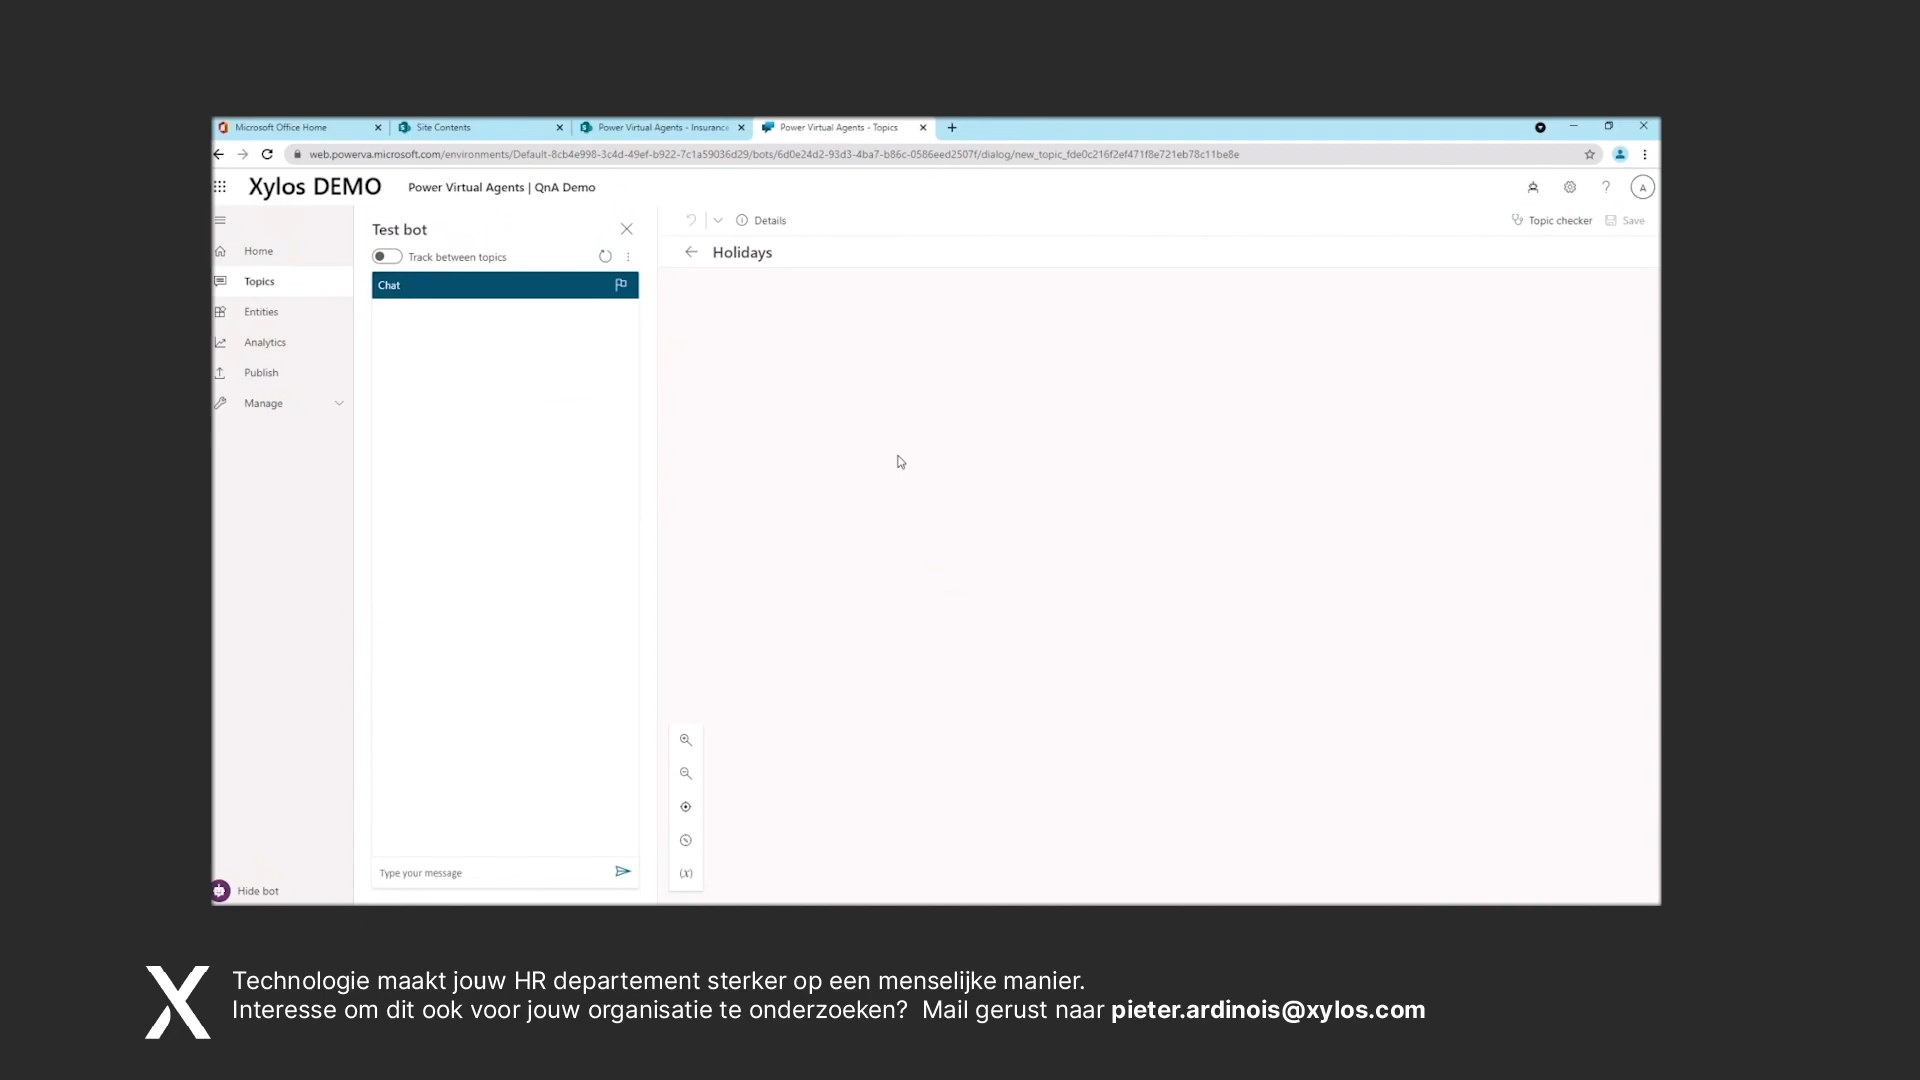 Microsoft Office Home
Site Contents
Power Virtual Agents - Insurance
Power Virtual Agents - Topics
web.powerva.microsoft.com/environments/Default-8cb4e998-3c4d-49ef-b922-7c1a59036d29/bots/6d0e24d2-93d3-4ba7-b86c-0586eed2507f/dialog/new_topic_fde0c216f2ef471f8e721eb78c11be8e
Xylos DEMO
Power Virtual Agents | QnA Demo
A
Home
Topics
Entities
Analytics
Publish
Manage
Hide bot
Test bot
Track between topics
Chat
Type your message
Details
Topic checker
Save
Holidays
(x)
X
Technologie maakt jouw HR departement sterker op een menselijke manier.
Interesse om dit ook voor jouw organisatie te onderzoeken? Mail gerust naar pieter.ardinois@xylos.com